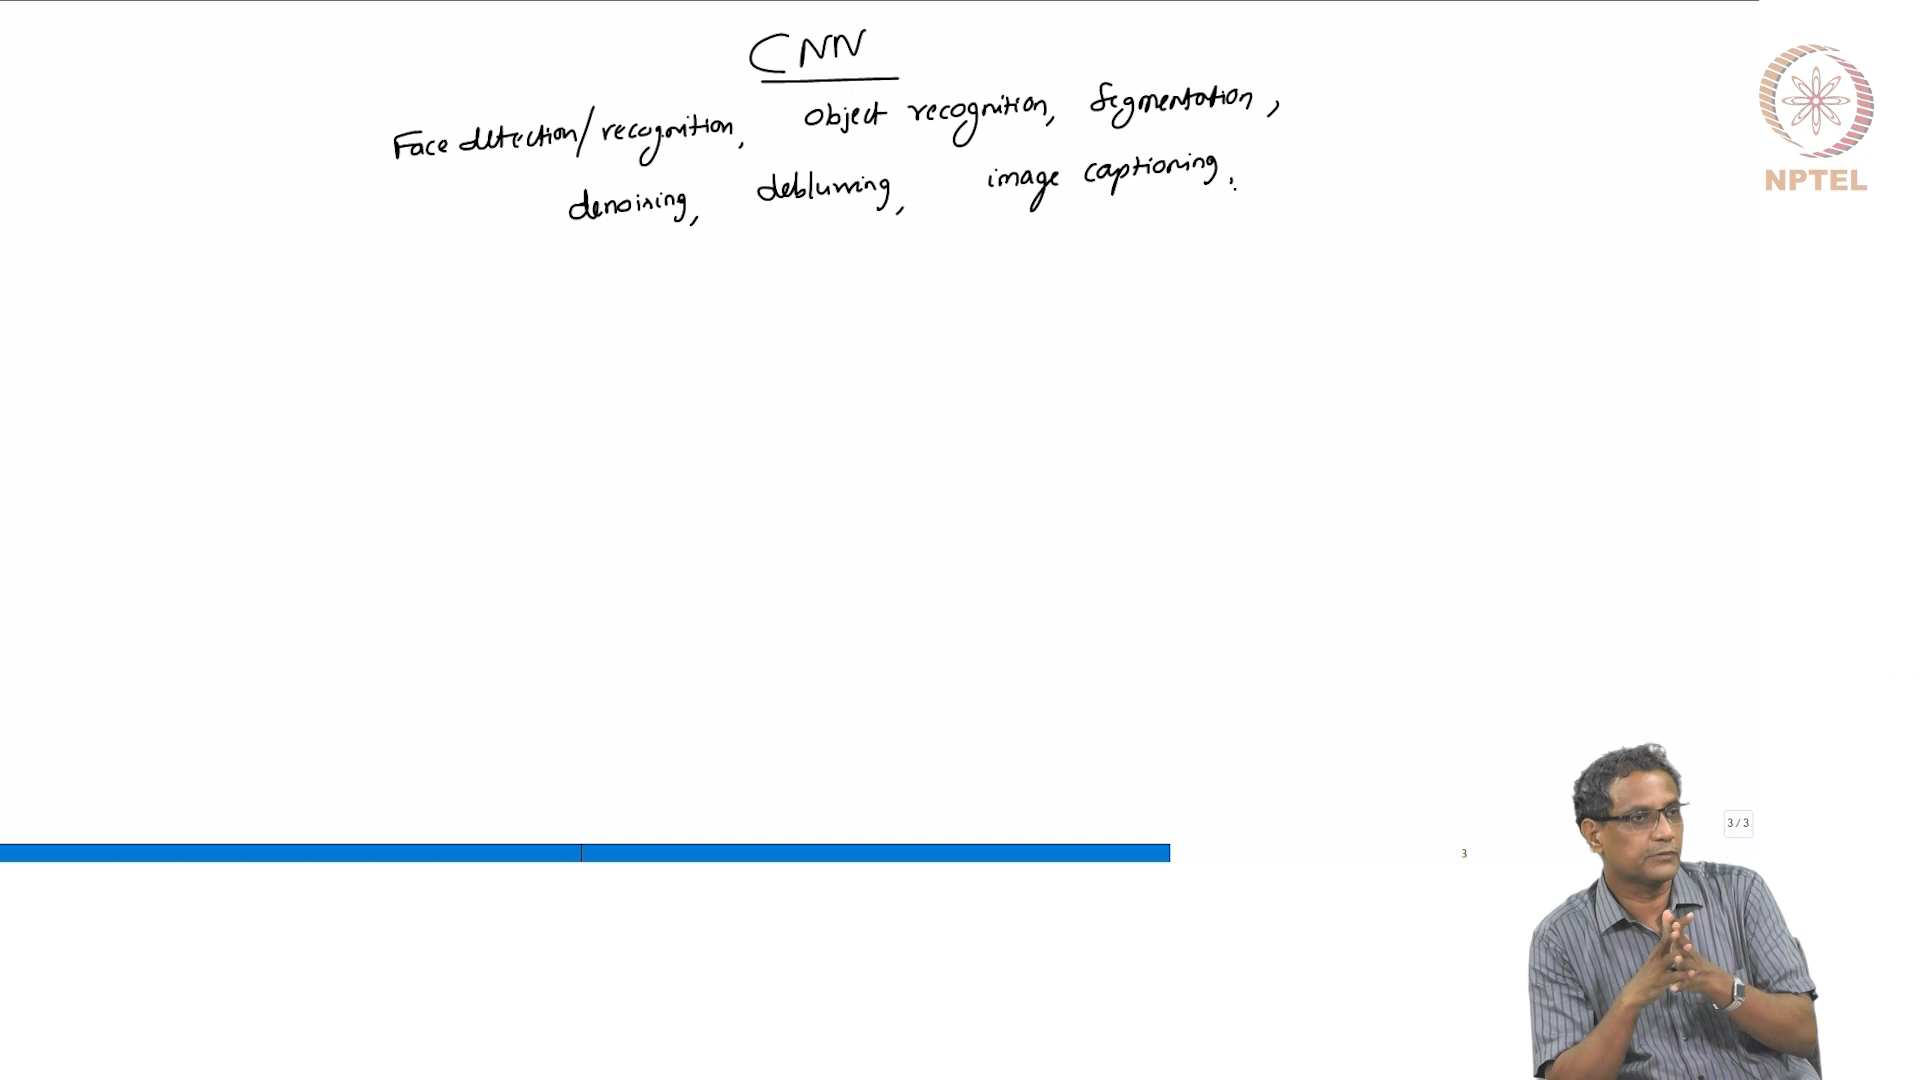 CNN
Face detection/recognition, object recognition, Segmentation,
denoising, deblurring, image captioning,
NPTEL
3 / 3
3